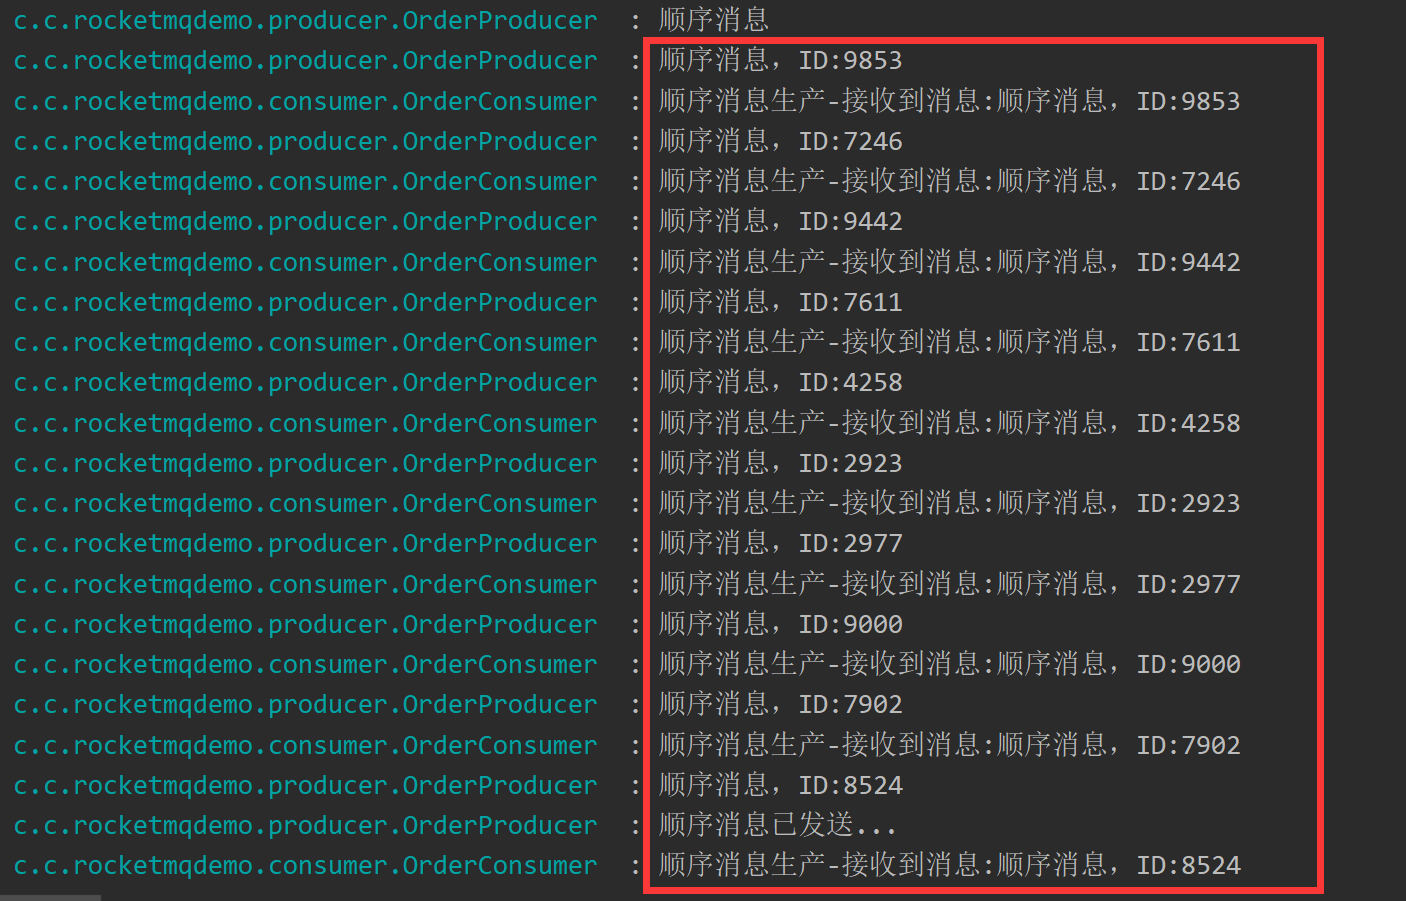 c.c.rocketmqdemo.producer.OrderProducer : 顺序消息
c.c.rocketmqdemo.producer.OrderProducer : 顺序消息，ID:9853
c.c.rocketmqdemo.consumer.OrderConsumer : 顺序消息生产-接收到消息:顺序消息，ID:9853
c.c.rocketmqdemo.producer.OrderProducer : 顺序消息，ID:7246
c.c.rocketmqdemo.consumer.OrderConsumer : 顺序消息生产-接收到消息:顺序消息，ID:7246
c.c.rocketmqdemo.producer.OrderProducer : 顺序消息，ID:9442
c.c.rocketmqdemo.consumer.OrderConsumer : 顺序消息生产-接收到消息:顺序消息，ID:9442
c.c.rocketmqdemo.producer.OrderProducer : 顺序消息，ID:7611
c.c.rocketmqdemo.consumer.OrderConsumer : 顺序消息生产-接收到消息:顺序消息，ID:7611
c.c.rocketmqdemo.producer.OrderProducer : 顺序消息，ID:4258
c.c.rocketmqdemo.consumer.OrderConsumer : 顺序消息生产-接收到消息:顺序消息，ID:4258
c.c.rocketmqdemo.producer.OrderProducer : 顺序消息，ID:2923
c.c.rocketmqdemo.consumer.OrderConsumer : 顺序消息生产-接收到消息:顺序消息，ID:2923
c.c.rocketmqdemo.producer.OrderProducer : 顺序消息，ID:2977
c.c.rocketmqdemo.consumer.OrderConsumer : 顺序消息生产-接收到消息:顺序消息，ID:2977
c.c.rocketmqdemo.producer.OrderProducer : 顺序消息，ID:9000
c.c.rocketmqdemo.consumer.OrderConsumer : 顺序消息生产-接收到消息:顺序消息，ID:9000
c.c.rocketmqdemo.producer.OrderProducer : 顺序消息，ID:7902
c.c.rocketmqdemo.consumer.OrderConsumer : 顺序消息生产-接收到消息:顺序消息，ID:7902
c.c.rocketmqdemo.producer.OrderProducer : 顺序消息，ID:8524
c.c.rocketmqdemo.producer.OrderProducer : 顺序消息已发送...
c.c.rocketmqdemo.consumer.OrderConsumer : 顺序消息生产-接收到消息:顺序消息，ID:8524